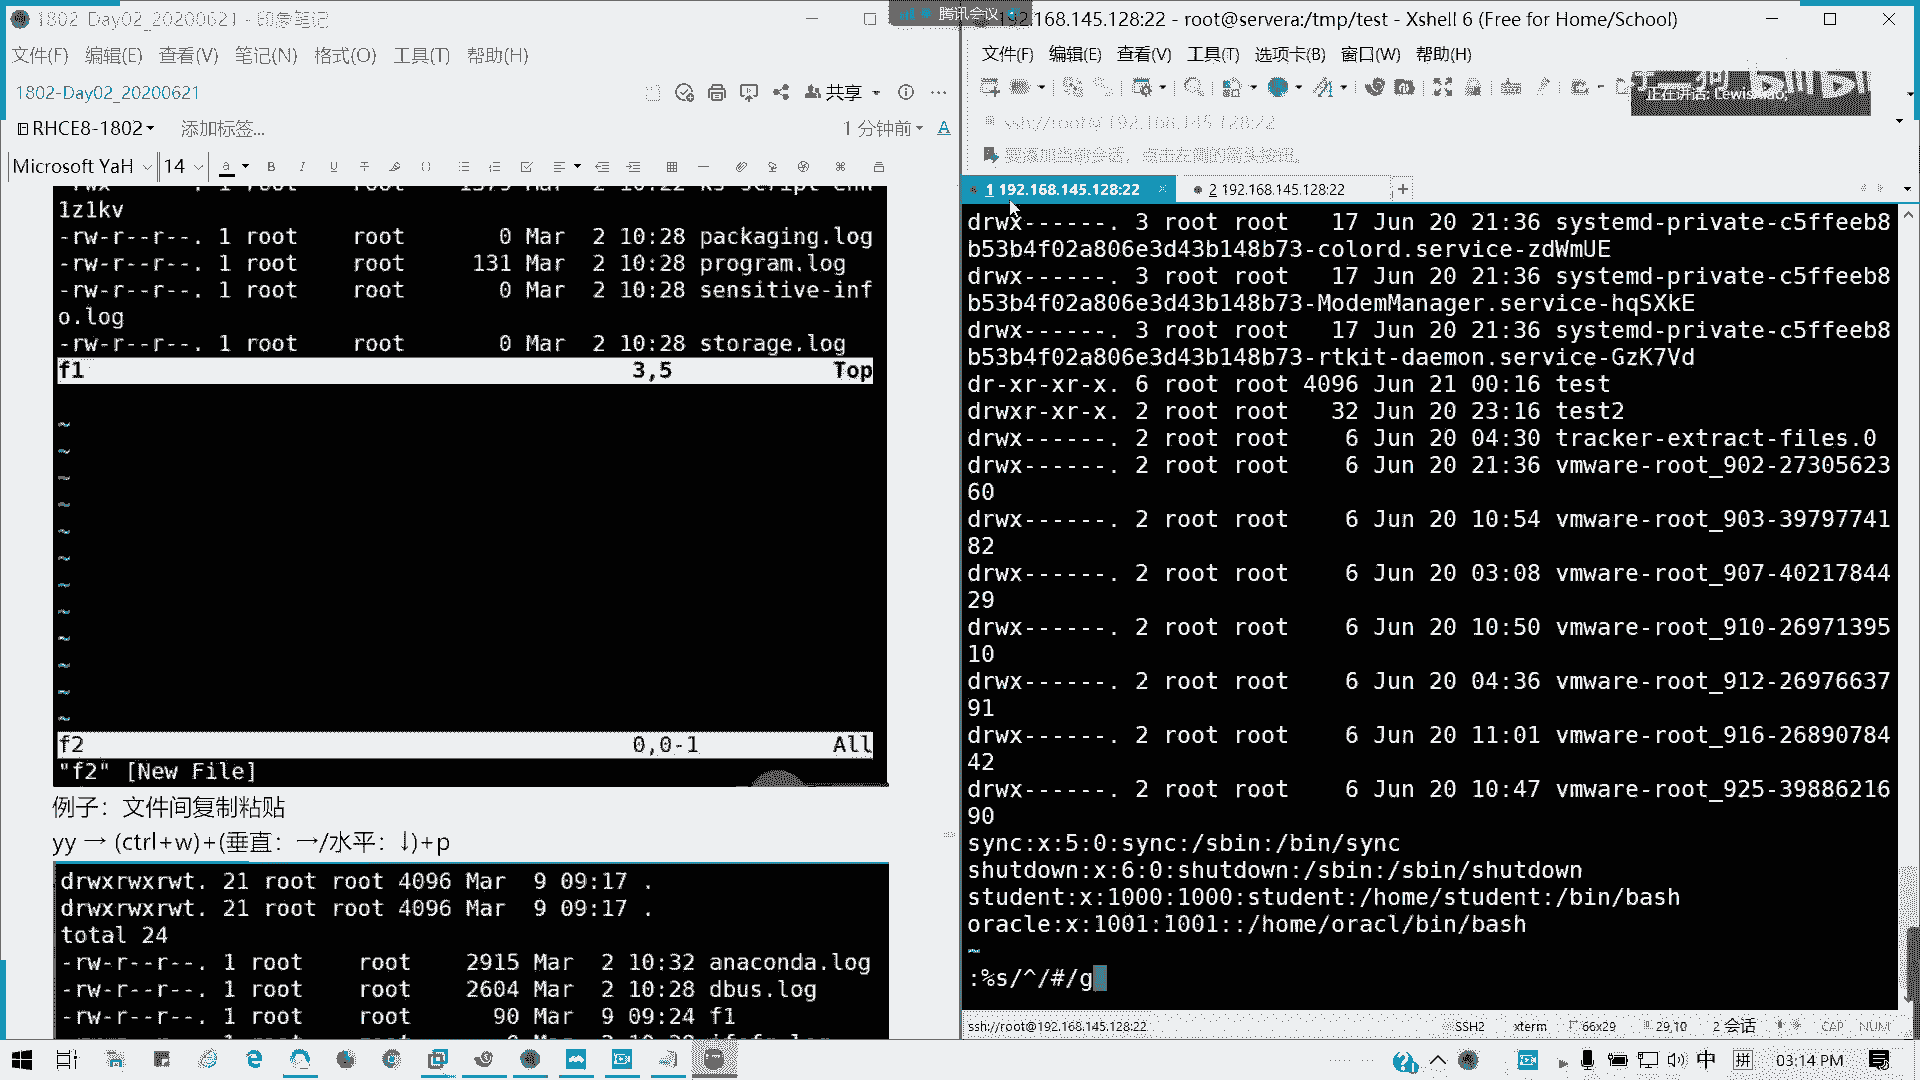 1802-Day02_20200621 - 印象笔记
文件(F) 编辑(E) 查看(V) 笔记(N) 格式(O) 工具(T) 帮助(H)
1802-Day02_20200621
共享
RHCE8-1802
添加标签...
1 分钟前
Microsoft YaH 14
1z1kv
-rw-r--r--. 1 root root 0 Mar 2 10:28 packaging.log
-rw-r--r--. 1 root root 131 Mar 2 10:28 program.log
-rw-r--r--. 1 root root 0 Mar 2 10:28 sensitive-inf
o.log
-rw-r--r--. 1 root root 0 Mar 2 10:28 storage.log
f1 3,5 Top
~
~
~
~
~
~
~
~
~
~
~
~
f2 0,0-1 All
"f2" [New File]
例子：文件间复制粘贴
yy → (ctrl+w)+(垂直：→/水平：↓)+p
drwxrwxrwt. 21 root root 4096 Mar 9 09:17 .
drwxrwxrwt. 21 root root 4096 Mar 9 09:17 .
total 24
-rw-r--r--. 1 root root 2915 Mar 2 10:32 anaconda.log
-rw-r--r--. 1 root root 2604 Mar 2 10:28 dbus.log
-rw-r--r--. 1 root root 90 Mar 9 09:24 f1
腾讯会议
192.168.145.128:22 - root@servera:/tmp/test - Xshell 6 (Free for Home/School)
文件(F) 编辑(E) 查看(V) 工具(T) 选项卡(B) 窗口(W) 帮助(H)
正在讲话: LewisXiao;
ssh://root@192.168.145.128:22
要添加当前会话，点击左侧的箭头按钮。
1 192.168.145.128:22
2 192.168.145.128:22
drwx------. 3 root root 17 Jun 20 21:36 systemd-private-c5ffeeb8
b53b4f02a806e3d43b148b73-colord.service-zdWmUE
drwx------. 3 root root 17 Jun 20 21:36 systemd-private-c5ffeeb8
b53b4f02a806e3d43b148b73-ModemManager.service-hqSXkE
drwx------. 3 root root 17 Jun 20 21:36 systemd-private-c5ffeeb8
b53b4f02a806e3d43b148b73-rtkit-daemon.service-GzK7Vd
dr-xr-xr-x. 6 root root 4096 Jun 21 00:16 test
drwxr-xr-x. 2 root root 32 Jun 20 23:16 test2
drwx------. 2 root root 6 Jun 20 04:30 tracker-extract-files.0
drwx------. 2 root root 6 Jun 20 21:36 vmware-root_902-27305623
60
drwx------. 2 root root 6 Jun 20 10:54 vmware-root_903-39797741
82
drwx------. 2 root root 6 Jun 20 03:08 vmware-root_907-40217844
29
drwx------. 2 root root 6 Jun 20 10:50 vmware-root_910-26971395
10
drwx------. 2 root root 6 Jun 20 04:36 vmware-root_912-26976637
91
drwx------. 2 root root 6 Jun 20 11:01 vmware-root_916-26890784
42
drwx------. 2 root root 6 Jun 20 10:47 vmware-root_925-39886216
90
sync:x:5:0:sync:/sbin:/bin/sync
shutdown:x:6:0:shutdown:/sbin:/sbin/shutdown
student:x:1000:1000:student:/home/student:/bin/bash
oracle:x:1001:1001::/home/oracl/bin/bash
~
:%s/^/#/g
ssh://root@192.168.145.128:22 SSH2 xterm 66x29 29,10 2 会话 CAP NUM
中 拼 03:14 PM